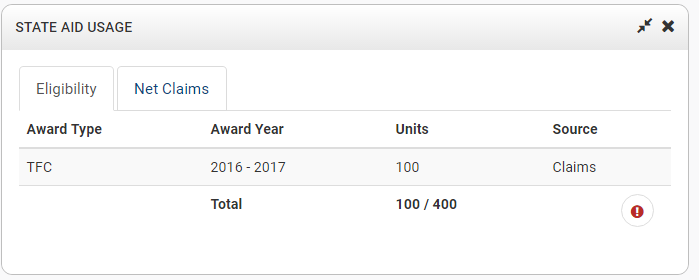 STATE AID USAGE
Eligibility Net Claims
Award Type Award Year Units Source
TFC 2016 - 2017 100 Claims
Total 100 / 400